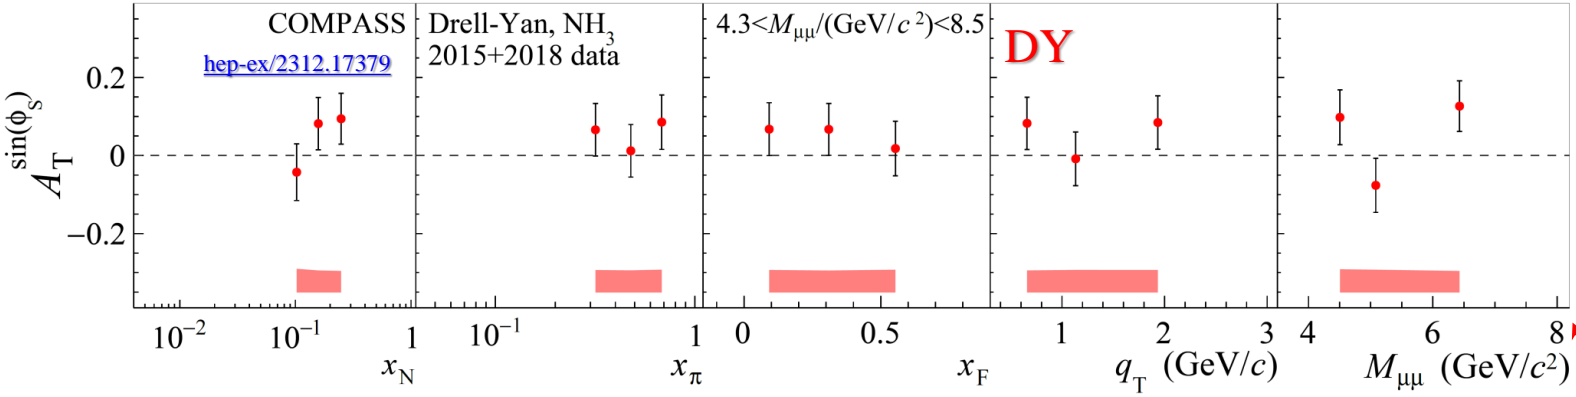 COMPASS
hep-ex/2312.17379
Drell-Yan, NH₃
2015+2018 data
4.3<M_μμ/(GeV/c²)<8.5
DY
A_T^sin(ϕ_S)
0.2
0
−0.2
10⁻² 10⁻¹ 1
x_N
10⁻¹ 1
x_π
0 0.5
x_F
1 2 3
q_T (GeV/c)
4 6 8
M_μμ (GeV/c²)